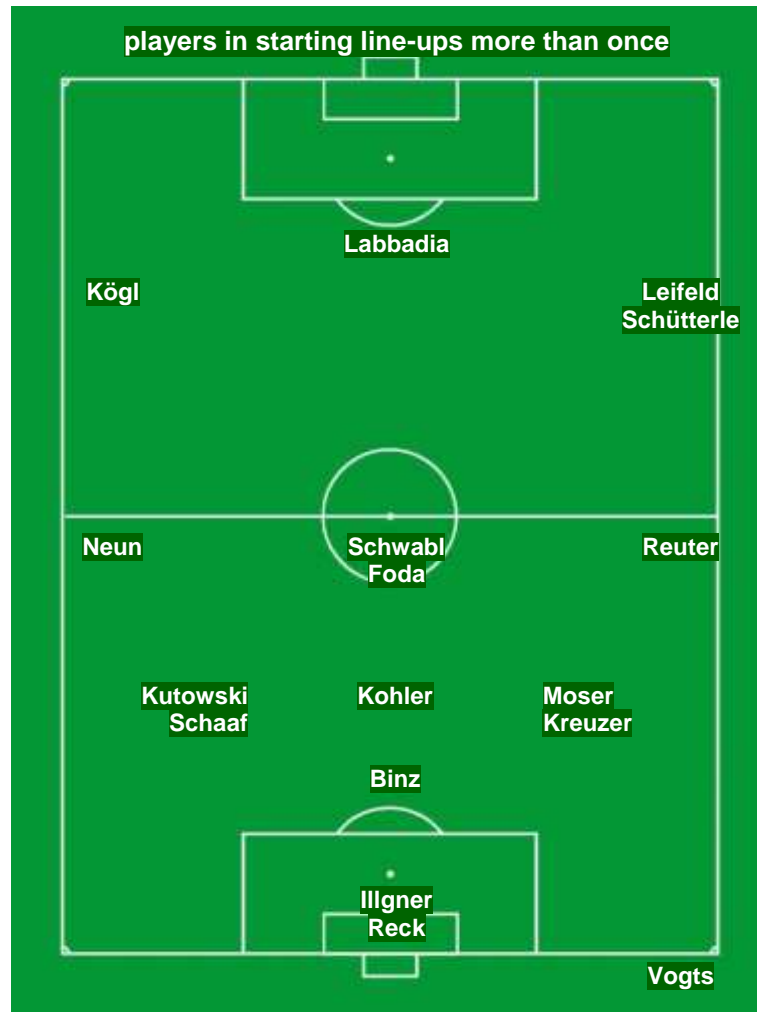 players in starting line-ups more than once
Labbadia
Kögl
Leifeld
Schütterle
Neun
Schwabl
Foda
Reuter
Kutowski
Schaaf
Kohler
Moser
Kreuzer
Binz
Illgner
Reck
Vogts